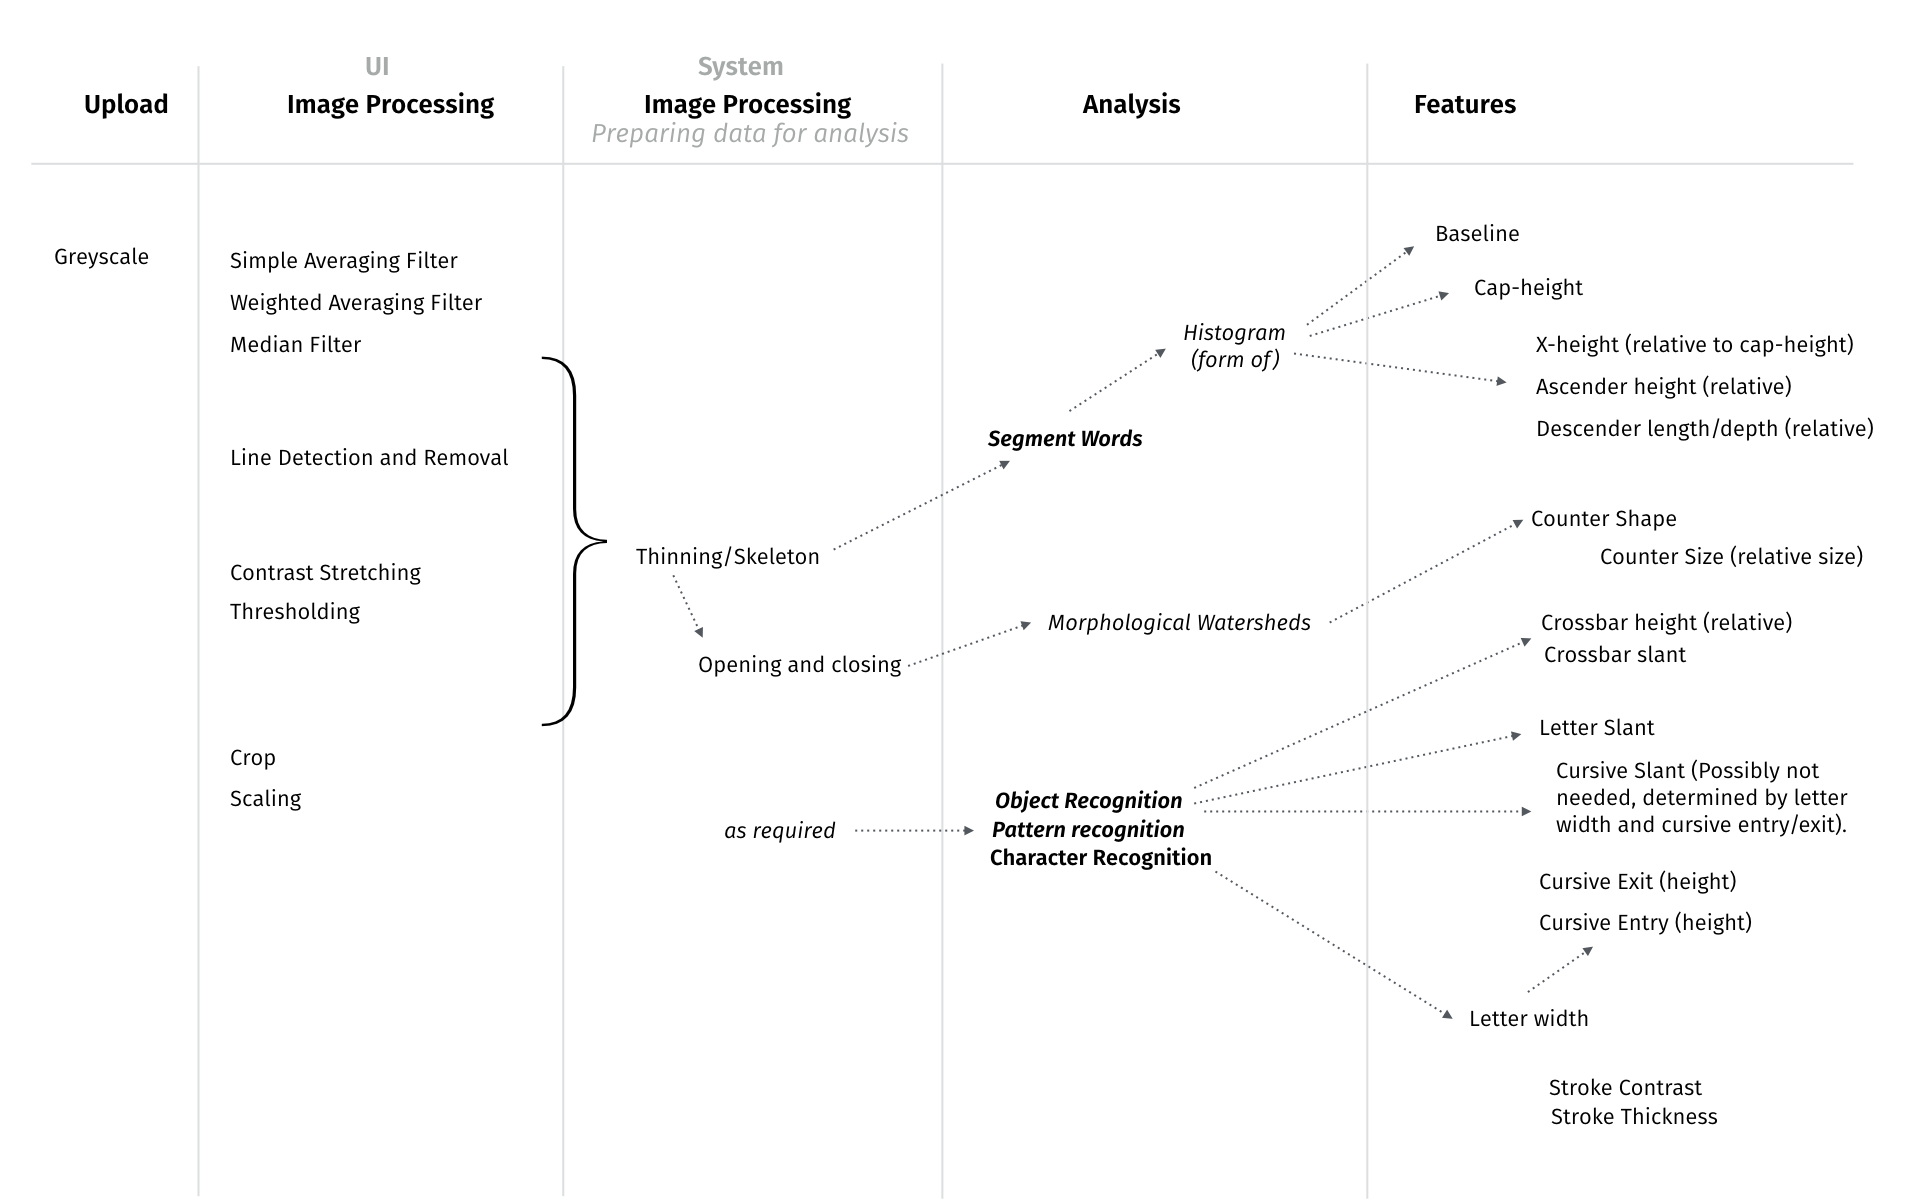 UI
System
Upload
Image Processing
Image Processing
Analysis
Features
Preparing data for analysis
Greyscale
Simple Averaging Filter
Weighted Averaging Filter
Median Filter
Line Detection and Removal
Contrast Stretching
Thresholding
Crop
Scaling
Thinning/Skeleton
Opening and closing
as required
Segment Words
Histogram
(form of)
Morphological Watersheds
Object Recognition
Pattern recognition
Character Recognition
Baseline
Cap-height
X-height (relative to cap-height)
Ascender height (relative)
Descender length/depth (relative)
Counter Shape
Counter Size (relative size)
Crossbar height (relative)
Crossbar slant
Letter Slant
Cursive Slant (Possibly not
needed, determined by letter
width and cursive entry/exit).
Cursive Exit (height)
Cursive Entry (height)
Letter width
Stroke Contrast
Stroke Thickness